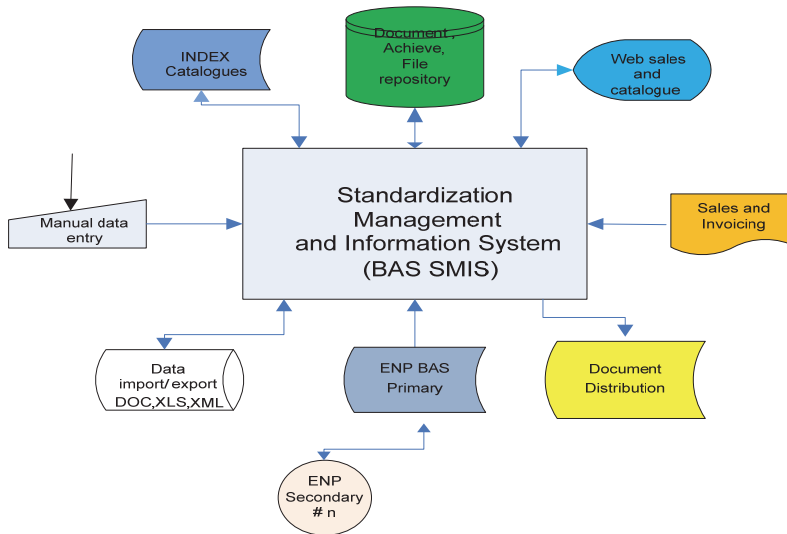 INDEX
Catalogues
Document ,
Achieve,
File
repository
Web sales
and
catalogue
Manual data
entry
Standardization
Management
and Information System
(BAS SMIS)
Sales and
Invoicing
Data
import/ export
DOC,XLS,XML
ENP BAS
Primary
Document
Distribution
ENP
Secondary
# n